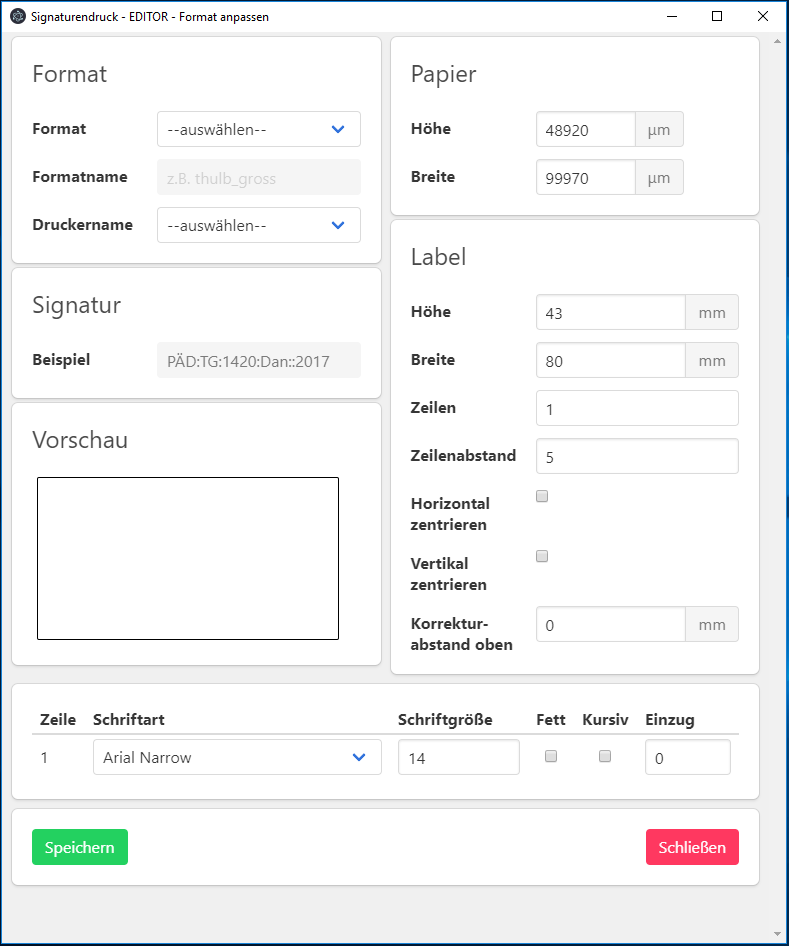 Signaturendruck - EDITOR - Format anpassen
Format
Format --auswählen--
Formatname z.B. thulb_gross
Druckername --auswählen--
Signatur
Beispiel PÄD:TG:1420:Dan::2017
Vorschau
Papier
Höhe 48920 µm
Breite 99970 µm
Label
Höhe 43 mm
Breite 80 mm
Zeilen 1
Zeilenabstand 5
Horizontal
zentrieren
Vertikal
zentrieren
Korrektur- 0 mm
abstand oben
Zeile Schriftart Schriftgröße Fett Kursiv Einzug
1 Arial Narrow 14 0
Speichern Schließen